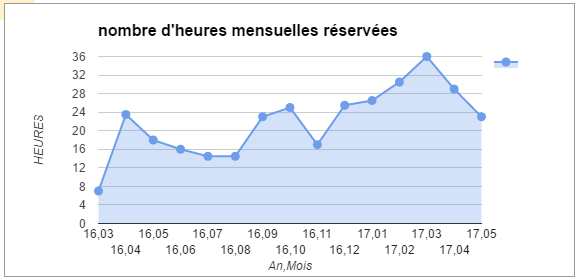 nombre d'heures mensuelles réservées
36
32
28
24
20
16
12
8
4
0
HEURES
16,03 16,05 16,07 16,09 16,11 17,01 17,03 17,05
16,04 16,06 16,08 16,10 16,12 17,02 17,04
An,Mois